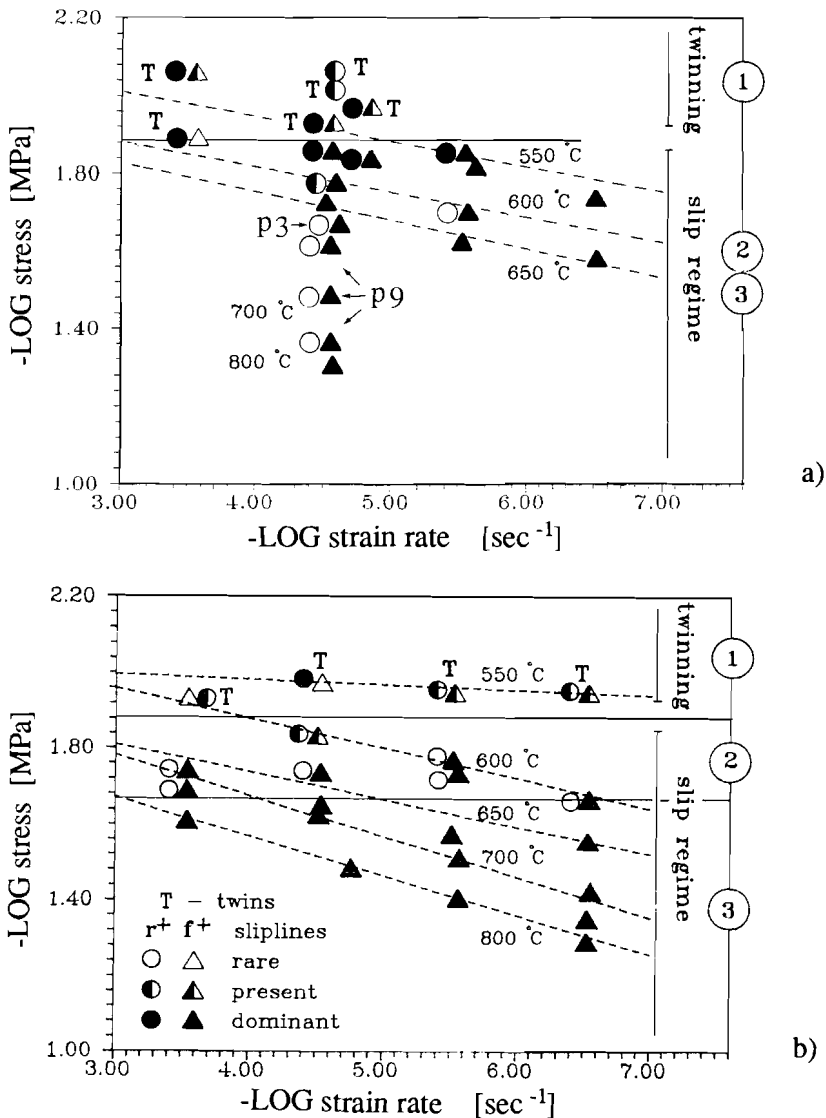 2.20
1.80
1.40
1.00
-LOG stress [MPa]
T
T
T
T
T
T
p3
p9
550 °C
600 °C
650 °C
700 °C
800 °C
twinning
slip regime
1
2
3
3.00 4.00 5.00 6.00 7.00
-LOG strain rate [sec⁻¹]
a)
2.20
1.80
1.40
1.00
-LOG stress [MPa]
T
T
T
T
550 °C
600 °C
650 °C
700 °C
800 °C
twinning
slip regime
1
2
3
T – twins
r⁺ f⁺ sliplines
rare
present
dominant
3.00 4.00 5.00 6.00 7.00
-LOG strain rate [sec⁻¹]
b)